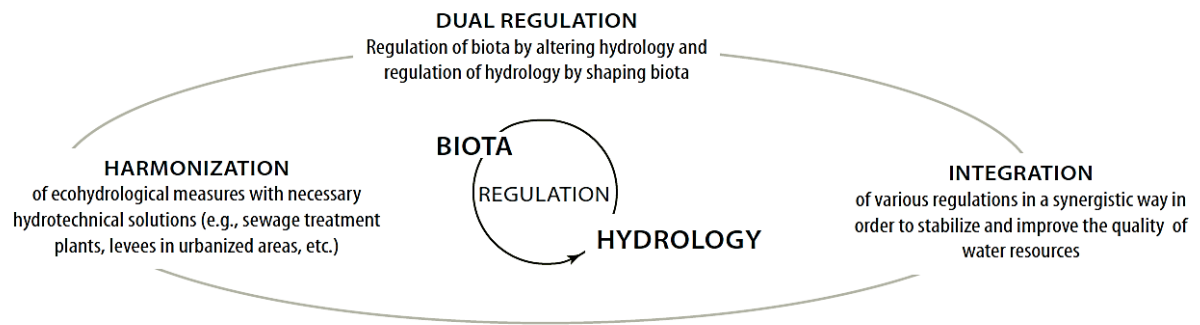 DUAL REGULATION
Regulation of biota by altering hydrology and
regulation of hydrology by shaping biota
BIOTA
REGULATION
HYDROLOGY
HARMONIZATION
of ecohydrological measures with necessary
hydrotechnical solutions (e.g., sewage treatment
plants, levees in urbanized areas, etc.)
INTEGRATION
of various regulations in a synergistic way in
order to stabilize and improve the quality of
water resources